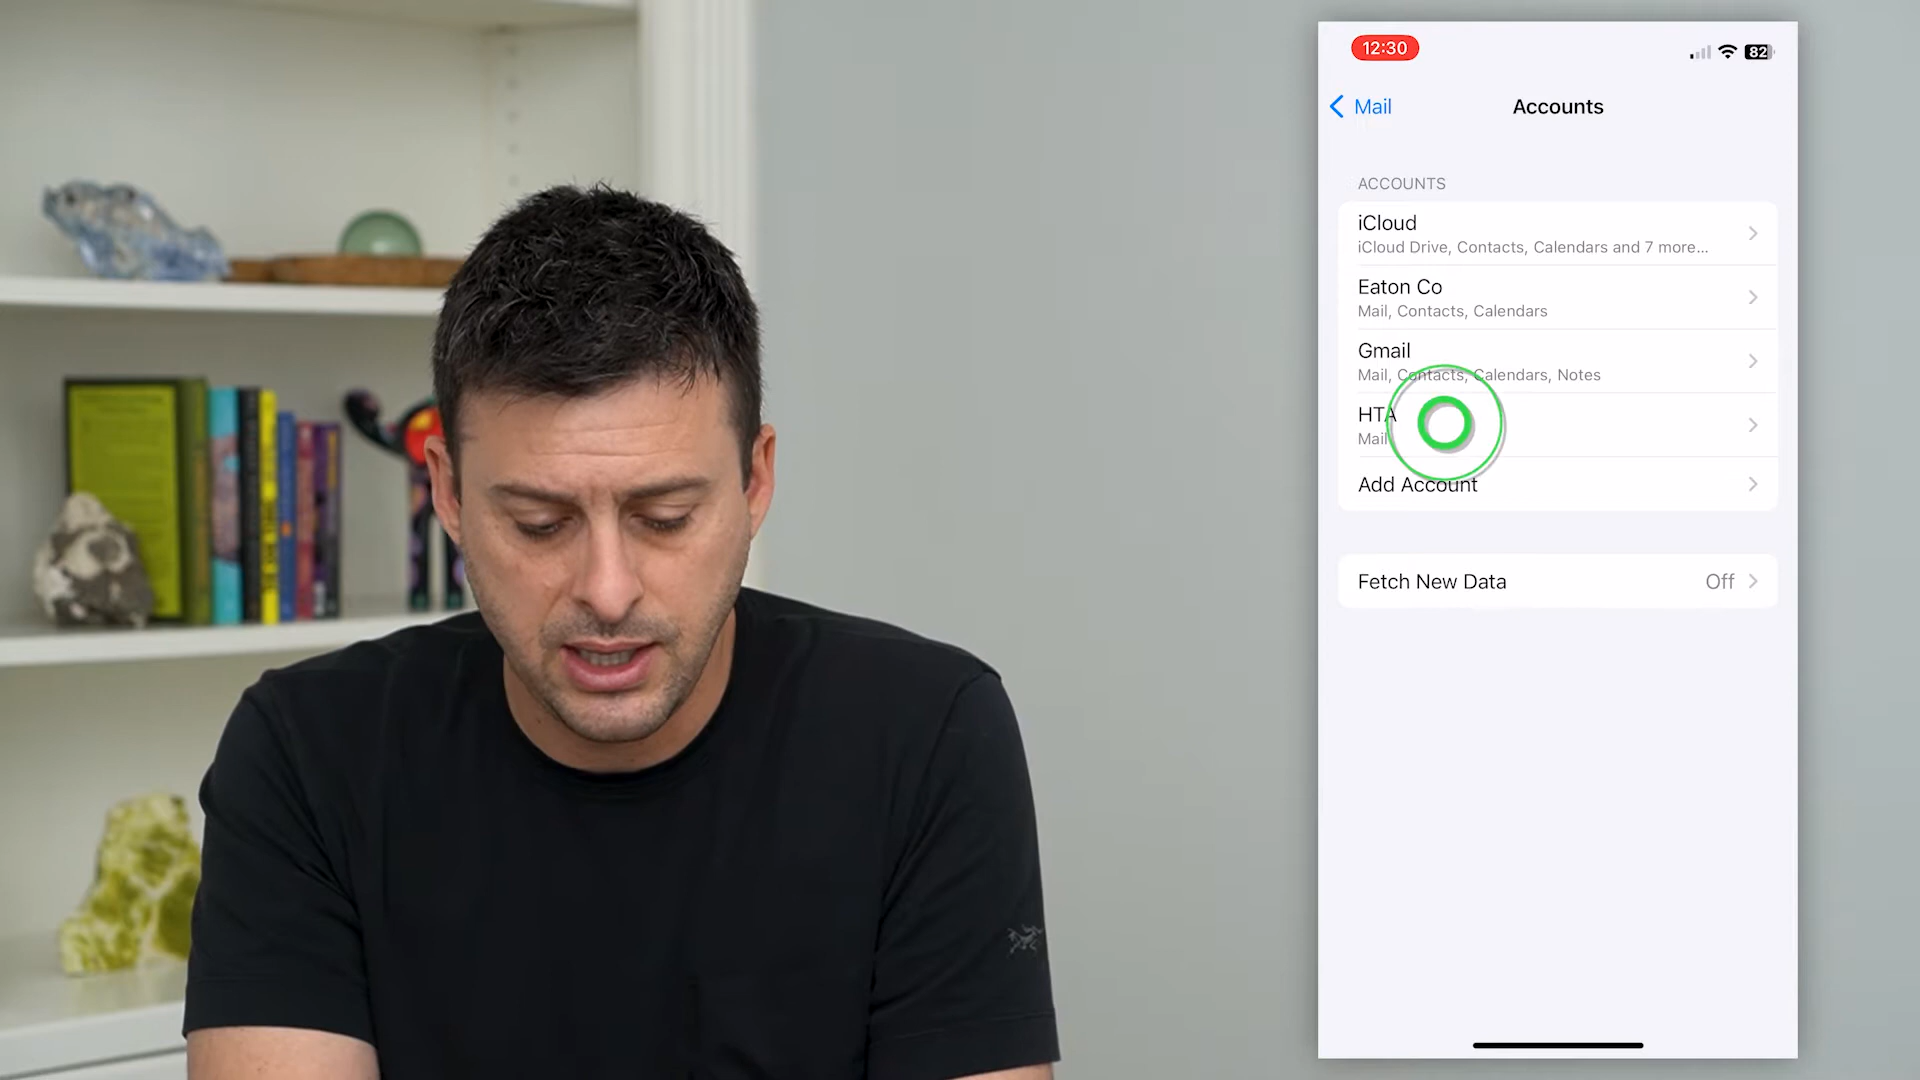 12:30
82
Mail
Accounts
ACCOUNTS
iCloud
iCloud Drive, Contacts, Calendars and 7 more...
Eaton Co
Mail, Contacts, Calendars
Gmail
Mail, Contacts, Calendars, Notes
HTA
Mail
Add Account
Fetch New Data
Off